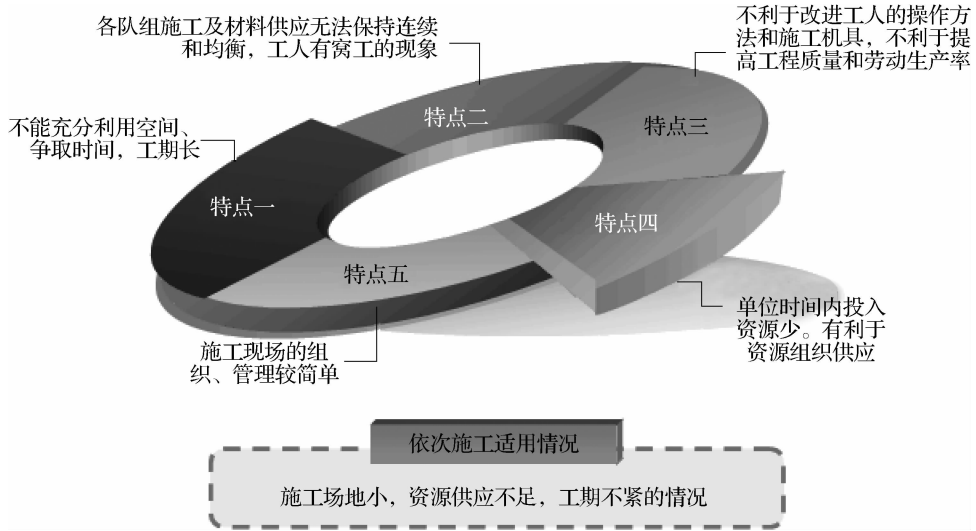 各队组施工及材料供应无法保持连续
和均衡，工人有窝工的现象
不利于改进工人的操作方
法和施工机具，不利于提
高工程质量和劳动生产率
不能充分利用空间、
争取时间，工期长
特点二
特点三
特点一
特点四
特点五
单位时间内投入
资源少。有利于
资源组织供应
施工现场的组
织、管理较简单
依次施工适用情况
施工场地小，资源供应不足，工期不紧的情况